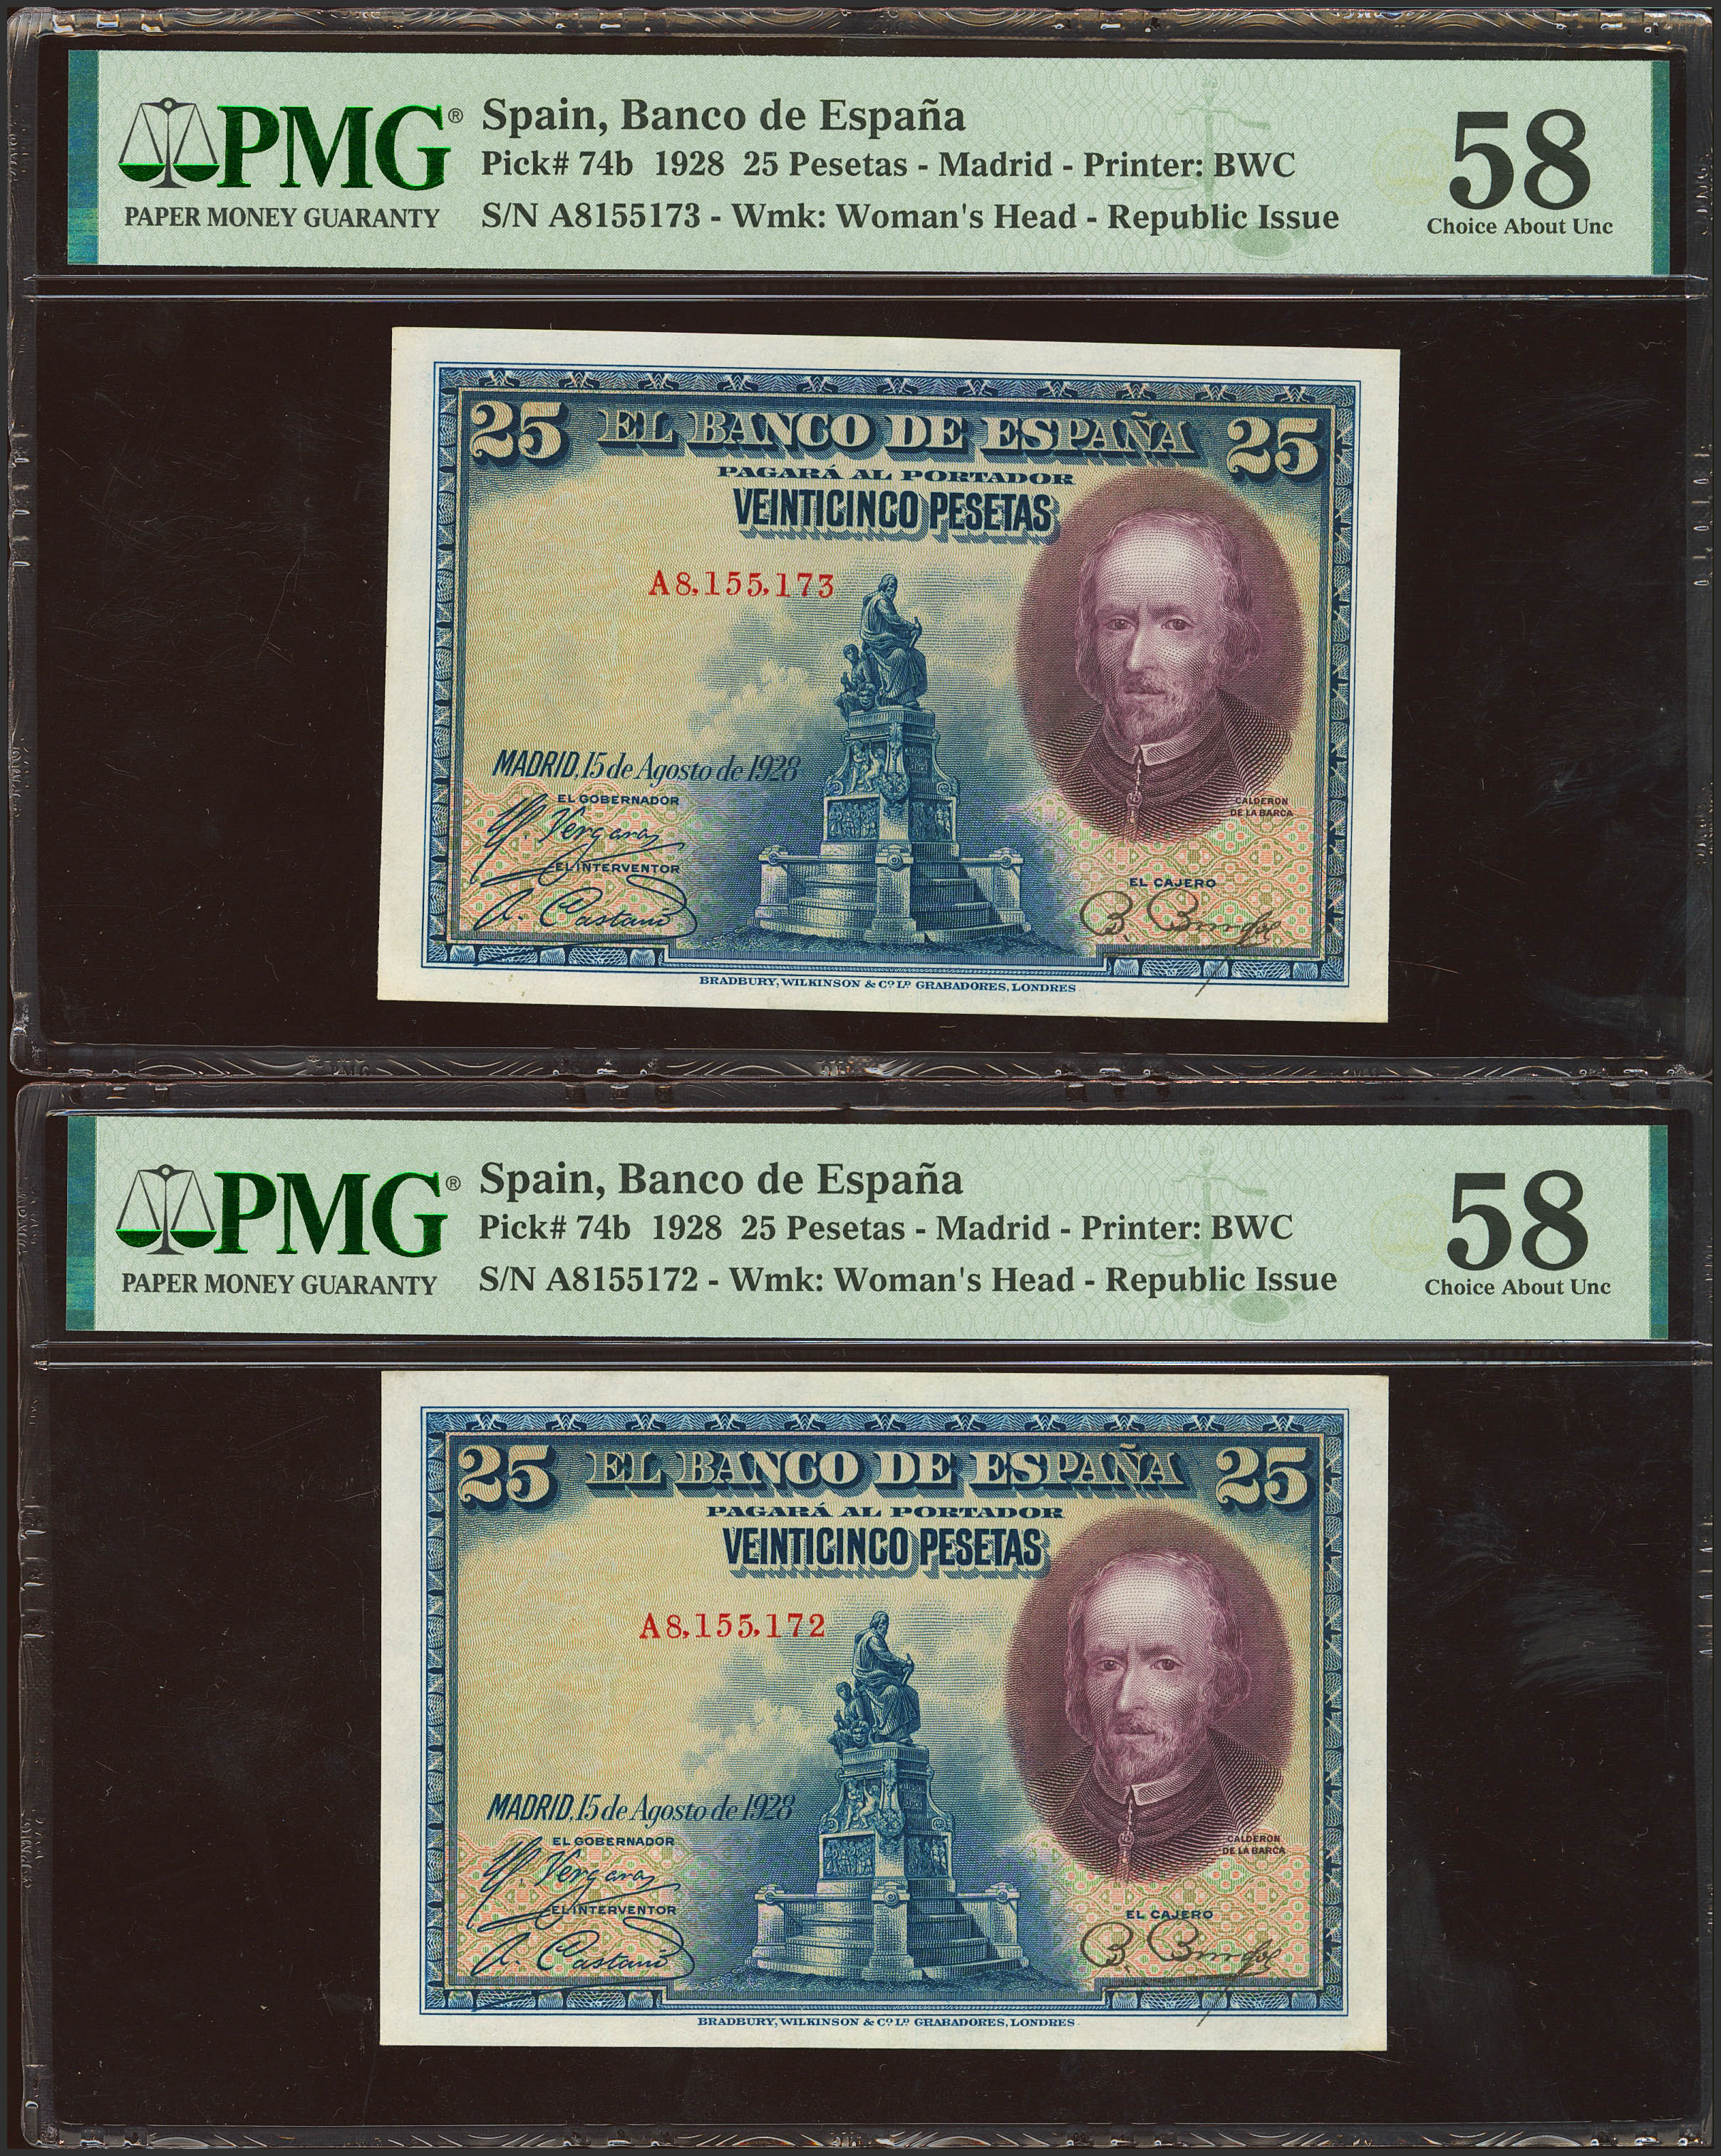 PMG®
PAPER MONEY GUARANTY
Spain, Banco de España
Pick# 74b 1928 25 Pesetas - Madrid - Printer: BWC
S/N A8155173 - Wmk: Woman's Head - Republic Issue
58
Choice About Unc
25 EL BANCO DE ESPAÑA 25
PAGARÁ AL PORTADOR
VEINTICINCO PESETAS
A8,155,173
MADRID, 15 de Agosto de 1928
EL GOBERNADOR
Vergara
EL INTERVENTOR
A. Castaño
CALDERON
DE LA BARCA
EL CAJERO
BRADBURY, WILKINSON & Cº Lᴰ GRABADORES, LONDRES
PMG®
PAPER MONEY GUARANTY
Spain, Banco de España
Pick# 74b 1928 25 Pesetas - Madrid - Printer: BWC
S/N A8155172 - Wmk: Woman's Head - Republic Issue
58
Choice About Unc
25 EL BANCO DE ESPAÑA 25
PAGARÁ AL PORTADOR
VEINTICINCO PESETAS
A8,155,172
MADRID, 15 de Agosto de 1928
EL GOBERNADOR
Vergara
EL INTERVENTOR
A. Castaño
CALDERON
DE LA BARCA
EL CAJERO
BRADBURY, WILKINSON & Cº Lᴰ GRABADORES, LONDRES